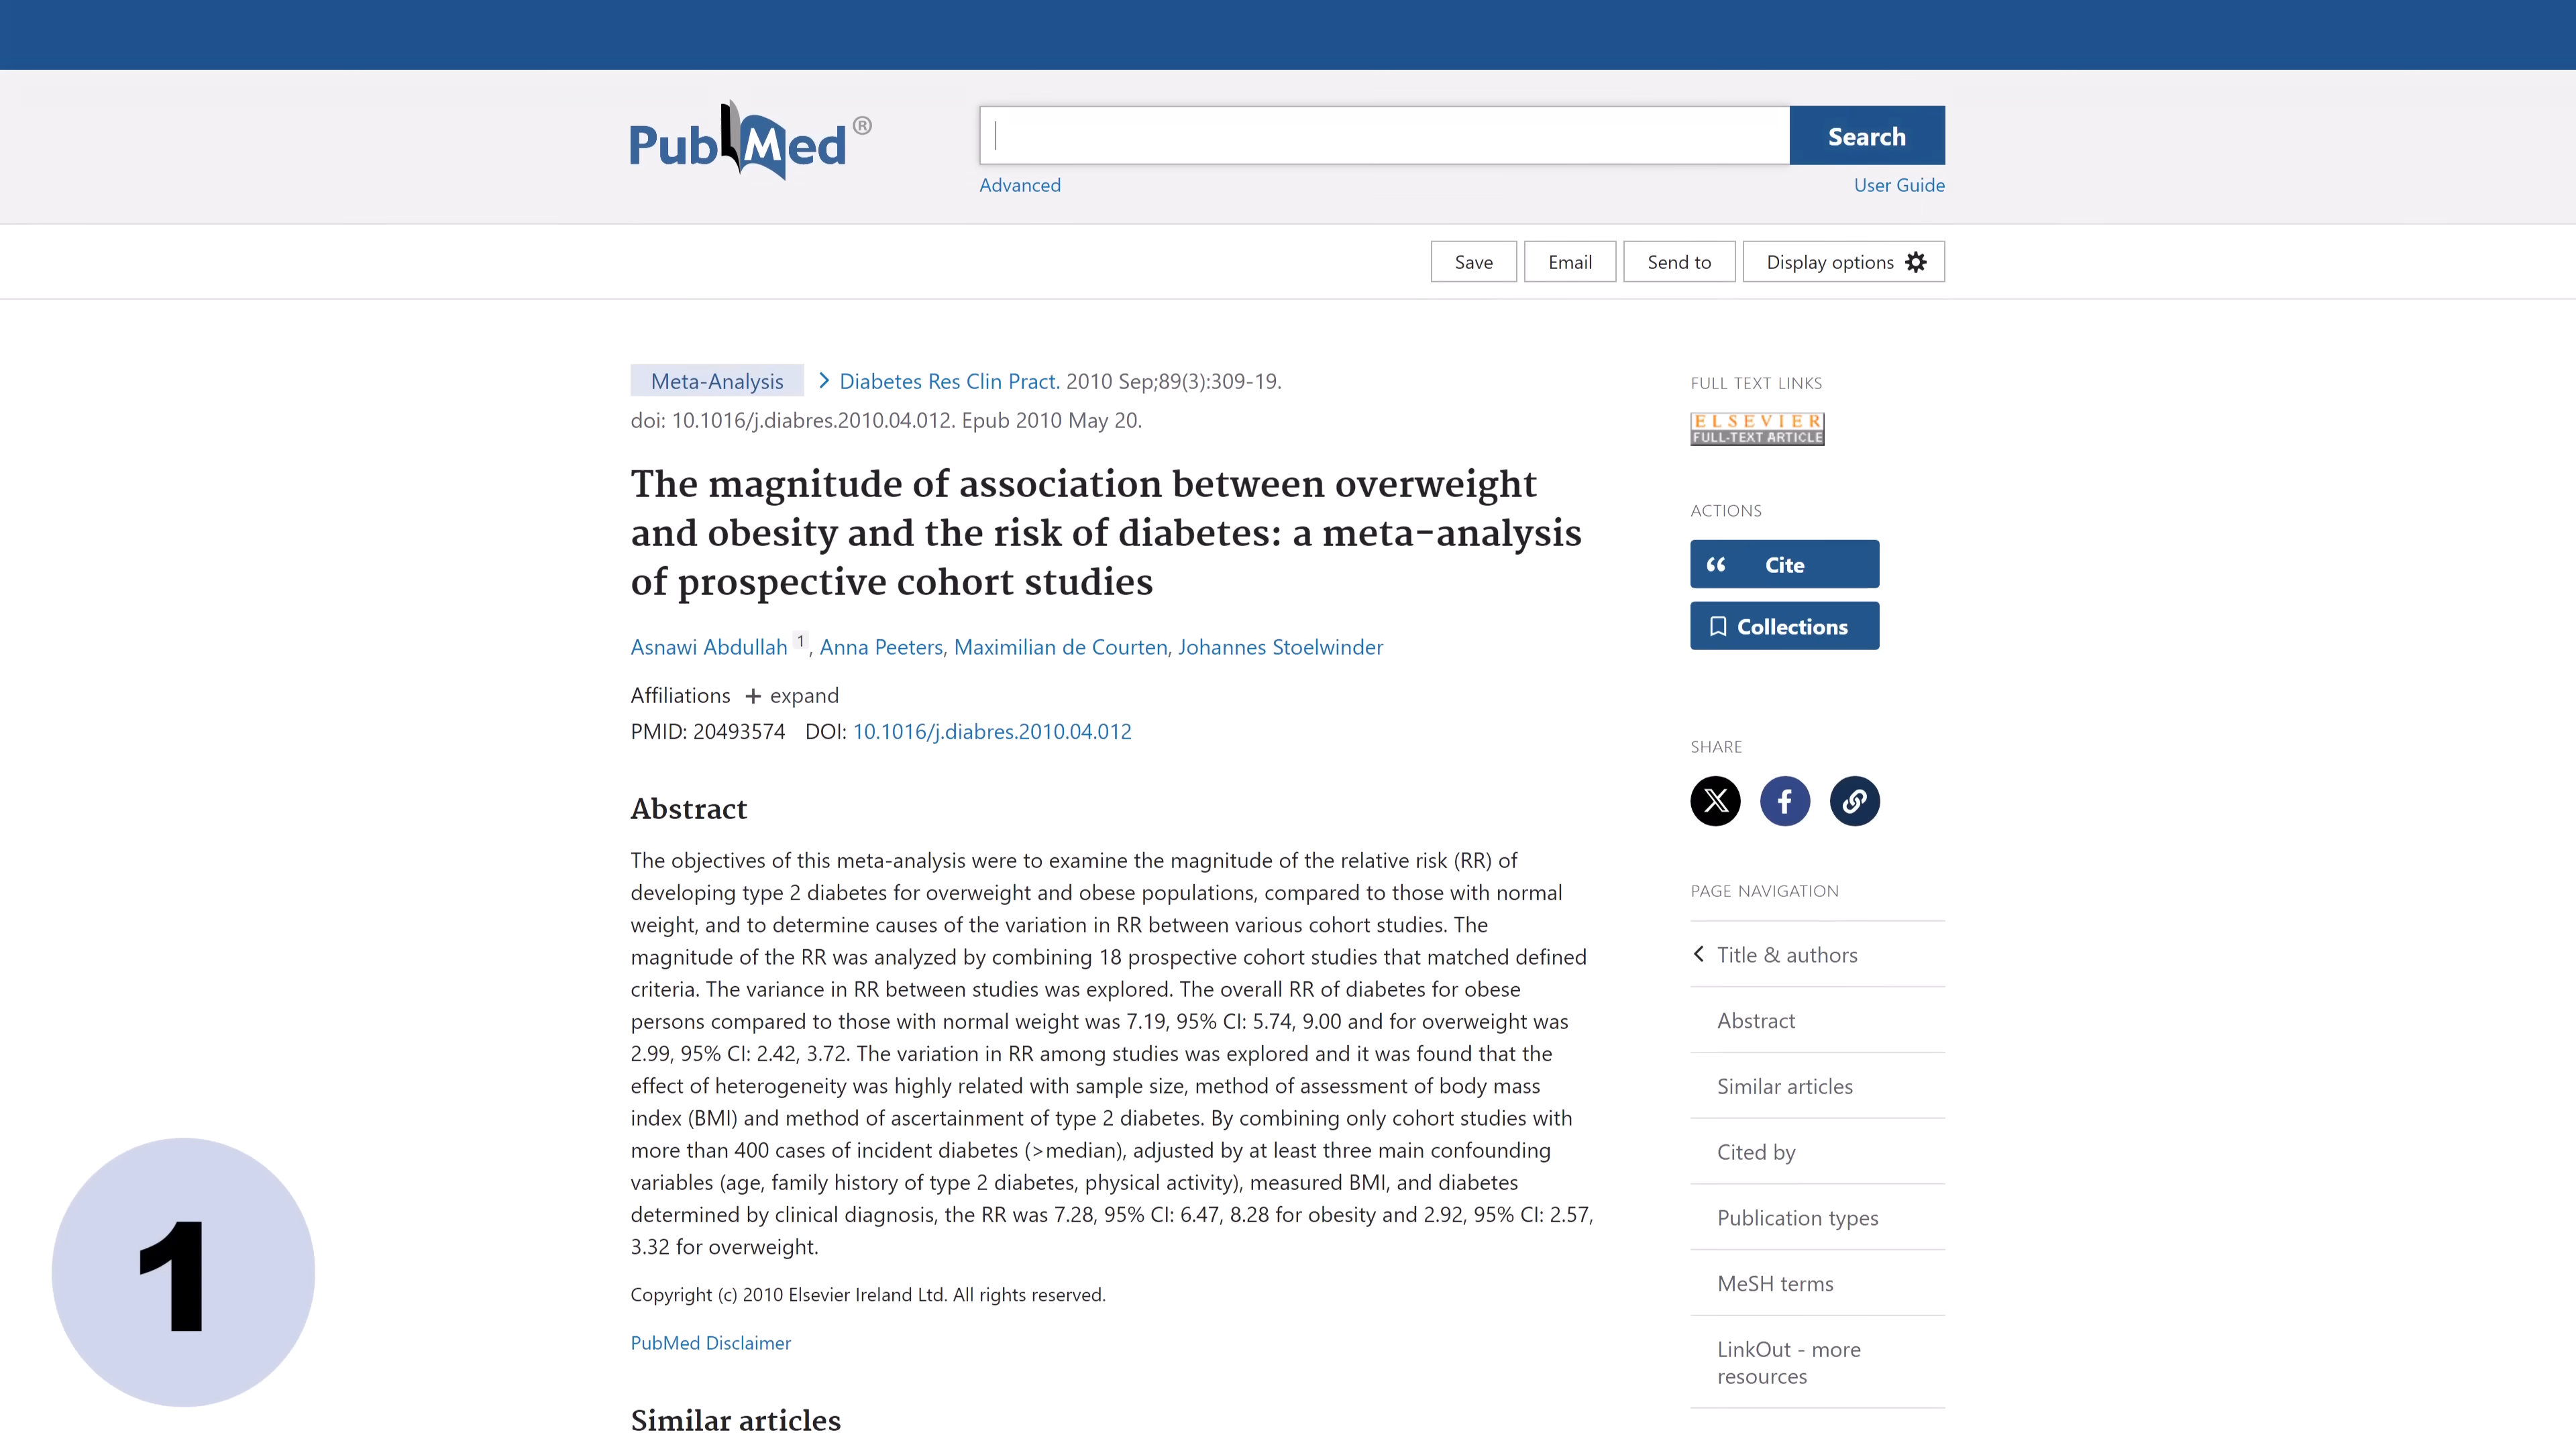 PubMed®
Search
Advanced
User Guide
Save
Email
Send to
Display options
Meta-Analysis
Diabetes Res Clin Pract. 2010 Sep;89(3):309-19.
doi: 10.1016/j.diabres.2010.04.012. Epub 2010 May 20.
The magnitude of association between overweight
and obesity and the risk of diabetes: a meta-analysis
of prospective cohort studies
Asnawi Abdullah 1, Anna Peeters, Maximilian de Courten, Johannes Stoelwinder
Affiliations + expand
PMID: 20493574 DOI: 10.1016/j.diabres.2010.04.012
Abstract
The objectives of this meta-analysis were to examine the magnitude of the relative risk (RR) of
developing type 2 diabetes for overweight and obese populations, compared to those with normal
weight, and to determine causes of the variation in RR between various cohort studies. The
magnitude of the RR was analyzed by combining 18 prospective cohort studies that matched defined
criteria. The variance in RR between studies was explored. The overall RR of diabetes for obese
persons compared to those with normal weight was 7.19, 95% CI: 5.74, 9.00 and for overweight was
2.99, 95% CI: 2.42, 3.72. The variation in RR among studies was explored and it was found that the
effect of heterogeneity was highly related with sample size, method of assessment of body mass
index (BMI) and method of ascertainment of type 2 diabetes. By combining only cohort studies with
more than 400 cases of incident diabetes (>median), adjusted by at least three main confounding
variables (age, family history of type 2 diabetes, physical activity), measured BMI, and diabetes
determined by clinical diagnosis, the RR was 7.28, 95% CI: 6.47, 8.28 for obesity and 2.92, 95% CI: 2.57,
3.32 for overweight.
Copyright (c) 2010 Elsevier Ireland Ltd. All rights reserved.
PubMed Disclaimer
Similar articles
FULL TEXT LINKS
ELSEVIER
FULL-TEXT ARTICLE
ACTIONS
Cite
Collections
SHARE
PAGE NAVIGATION
Title & authors
Abstract
Similar articles
Cited by
Publication types
MeSH terms
LinkOut - more
resources
1